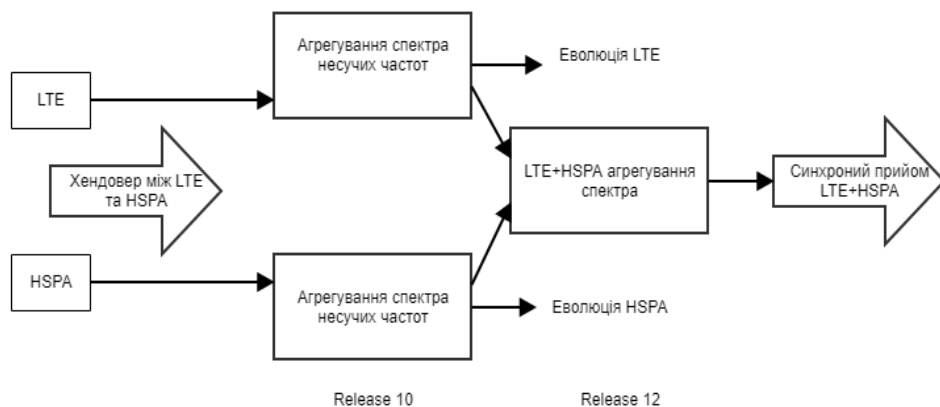 Агрегування спектра
несучих частот
Еволюція LTE
LTE
Хендовер між LTE
та HSPA
LTE+HSPA агрегування
спектра
Синхроний прийом
LTE+HSPA
HSPA
Агрегування спектра
несучих частот
Еволюція HSPA
Release 10
Release 12